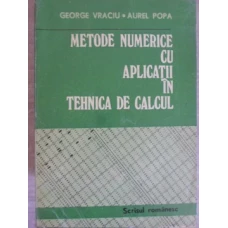 GEORGE VRACIU • AUREL POPA
METODE NUMERICE
CU
APLICAȚII
ÎN
TEHNICA DE CALCUL
Scrisul românesc